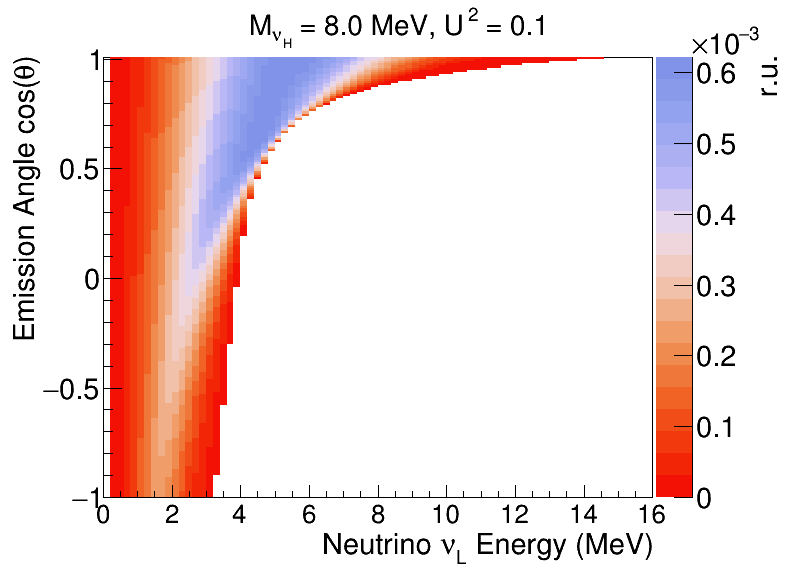 M_ν_H = 8.0 MeV, U² = 0.1
×10⁻³
r.u.
Emission Angle cos(θ)
1
0.5
0
−0.5
−1
0 2 4 6 8 10 12 14 16
Neutrino ν_L Energy (MeV)
0.6
0.5
0.4
0.3
0.2
0.1
0